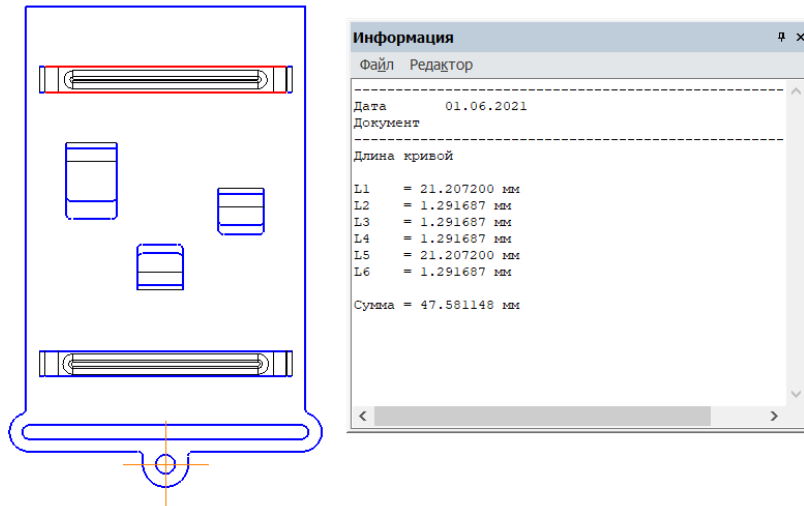 Информация
Файл Редактор
Дата 01.06.2021
Документ
Длина кривой
L1 = 21.207200 мм
L2 = 1.291687 мм
L3 = 1.291687 мм
L4 = 1.291687 мм
L5 = 21.207200 мм
L6 = 1.291687 мм
Сумма = 47.581148 мм